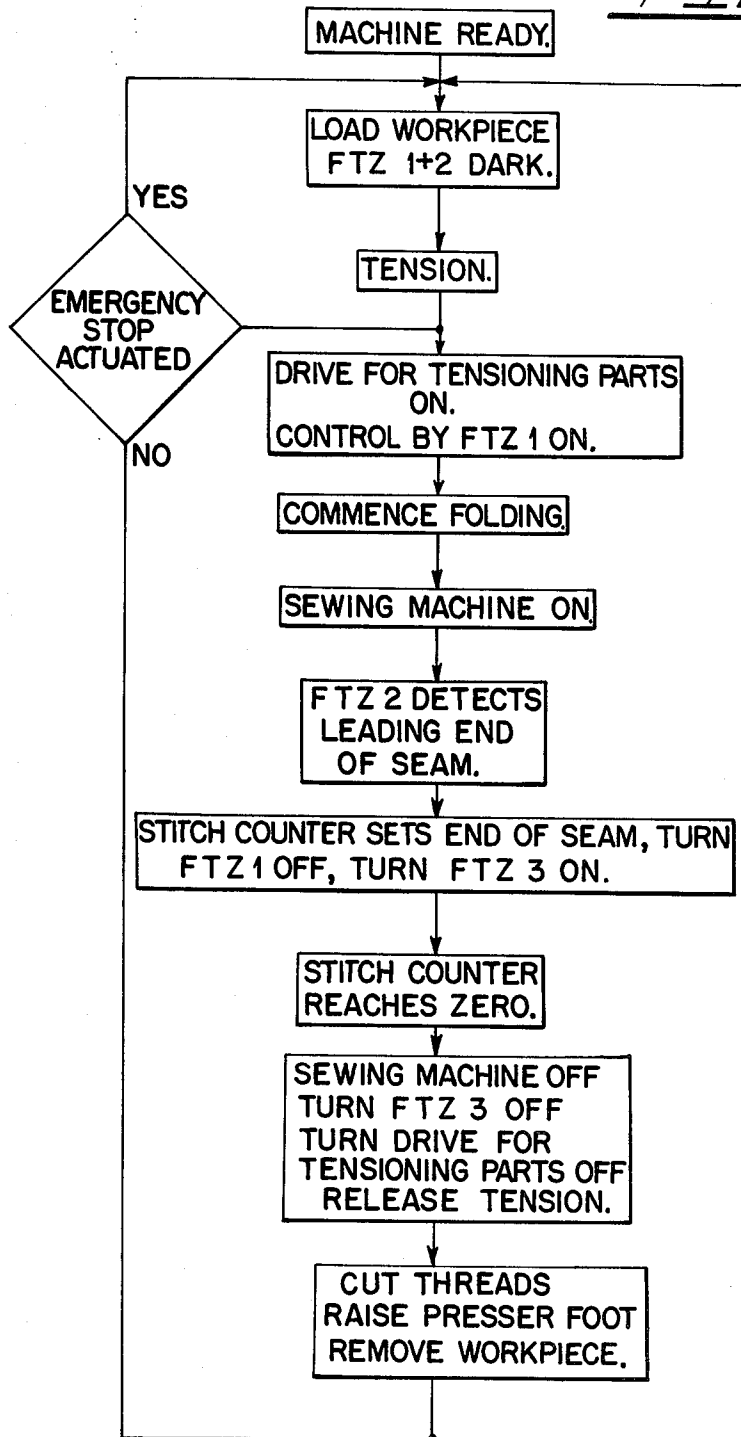 MACHINE READY.
LOAD WORKPIECE
FTZ 1+2 DARK.
YES
TENSION.
EMERGENCY
STOP
ACTUATED
DRIVE FOR TENSIONING PARTS
ON.
CONTROL BY FTZ 1 ON.
NO
COMMENCE FOLDING.
SEWING MACHINE ON.
FTZ 2 DETECTS
LEADING END
OF SEAM.
STITCH COUNTER SETS END OF SEAM, TURN
FTZ 1 OFF, TURN FTZ 3 ON.
STITCH COUNTER
REACHES ZERO.
SEWING MACHINE OFF
TURN FTZ 3 OFF
TURN DRIVE FOR
TENSIONING PARTS OFF
RELEASE TENSION.
CUT THREADS
RAISE PRESSER FOOT
REMOVE WORKPIECE.